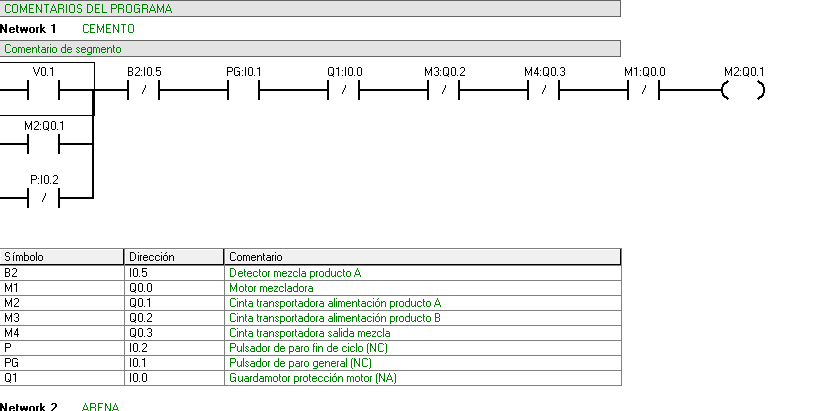 COMENTARIOS DEL PROGRAMA
Network 1 CEMENTO
Comentario de segmento
V0.1 B2:I0.5 PG:I0.1 Q1:I0.0 M3:Q0.2 M4:Q0.3 M1:Q0.0 M2:Q0.1
M2:Q0.1
P:I0.2
Símbolo Dirección Comentario
B2 I0.5 Detector mezcla producto A
M1 Q0.0 Motor mezcladora
M2 Q0.1 Cinta transportadora alimentación producto A
M3 Q0.2 Cinta transportadora alimentación producto B
M4 Q0.3 Cinta transportadora salida mezcla
P I0.2 Pulsador de paro fin de ciclo (NC)
PG I0.1 Pulsador de paro general (NC)
Q1 I0.0 Guardamotor protección motor (NA)
Network 2 ARENA